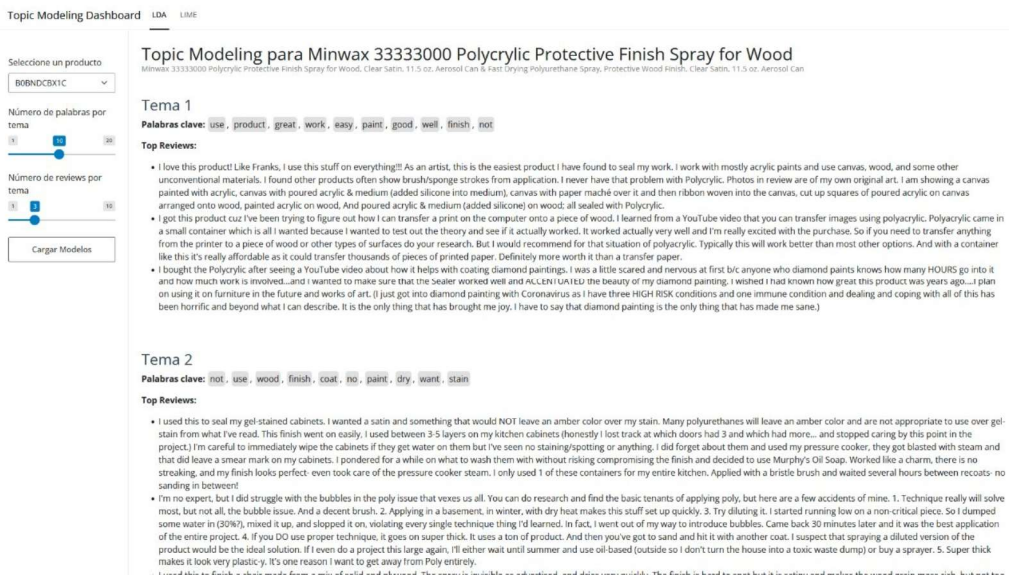 Topic Modeling Dashboard LDA LIME
Seleccione un producto
B0BNDCBX1C
Número de palabras por
tema
1 10 20
Número de reviews por
tema
1 3 10
Cargar Modelos
Topic Modeling para Minwax 33333000 Polycrylic Protective Finish Spray for Wood
Minwax 33333000 Polycrylic Protective Finish Spray for Wood, Clear Satin, 11.5 oz. Aerosol Can & Fast Drying Polyurethane Spray, Protective Wood Finish, Clear Satin, 11.5 oz. Aerosol Can
Tema 1
Palabras clave: use , product , great , work , easy , paint , good , well , finish , not
Top Reviews:
• I love this product! Like Franks, I use this stuff on everything!!! As an artist, this is the easiest product I have found to seal my work. I work with mostly acrylic paints and use canvas, wood, and some other
unconventional materials. I found other products often show brush/sponge strokes from application. I never have that problem with Polycrylic. Photos in review are of my own original art. I am showing a canvas
painted with acrylic, canvas with poured acrylic & medium (added silicone into medium), canvas with paper maché over it and then ribbon woven into the canvas, cut up squares of poured acrylic on canvas
arranged onto wood, painted onto wood, And poured acrylic & medium (added silicone) on wood; all sealed with Polycrylic.
• I got this product cuz I've been trying to figure out how I can transfer a print on the computer onto a piece of wood. I learned from a YouTube video that you can transfer images using polyacrylic. Polyacrylic came in
a small container which is all I wanted because I wanted to test out the theory and see if it actually worked. It worked actually very well and I'm really excited with the purchase. So if you need to transfer anything
from the printer to a piece of wood or other types of surfaces do your research. But I would recommend for that situation of polyacrylic. Typically this will work better than most other options. And with a container
like this it's really affordable as it could transfer thousands of pieces of printed paper. Definitely more worth it than a transfer paper.
• I bought the Polycrylic after seeing a YouTube video about how it helps with coating diamond paintings. I was a little scared and nervous at first b/c anyone who diamond paints knows how many HOURS go into it
and how much work is involved...and I wanted to make sure that the Sealer worked well and ACCENTUATED the beauty of my diamond painting. I wished I had known how great this product was years ago....I plan
on using it on furniture in the future and works of art. (I just got into diamond painting with Coronavirus as I have three HIGH RISK conditions and one immune condition and dealing and coping with all of this has
been horrific and beyond what I can describe. It is the only thing that has brought me joy. I have to say that diamond painting is the only thing that has made me sane.)
Tema 2
Palabras clave: not , use , wood , finish , coat , no , paint , dry , want , stain
Top Reviews:
• I used this to seal my gel-stained cabinets. I wanted a satin and something that would NOT leave an amber color over my stain. Many polyurethanes will leave an amber color and are not appropriate to use over gel-
stain from what I've read. This finish went on easily, I used between 3-5 layers on my kitchen cabinets (honestly I lost track at which doors had 3 and which had more... and stopped caring by this point in the
project.) I'm careful to immediately wipe the cabinets if they get water on them but I've seen no staining/spotting or anything. I did forget about them and used my pressure cooker, they got blasted with steam and
that did leave a smear mark on my cabinets. I pondered for a while on what to wash them with without risking compromising the finish and decided to use Murphy's Oil Soap. Worked like a charm, there is no
streaking, and my finish looks perfect- even took care of the pressure cooker steam. I only used 1 of these containers for my entire kitchen. Applied with a bristle brush and waited several hours between recoats- no
sanding in between!
• I'm no expert, but I did struggle with the bubbles in the poly issue that vexes us all. You can do research and find the basic tenants of applying poly, but here are a few accidents of mine. 1. Technique really will solve
most, but not all, the bubble issue. And a decent brush. 2. Applying in a basement, in winter, with dry heat makes this stuff set up quickly. 3. Try diluting it. I started running low on a non-critical piece. So I dumped
some water in (30%?), mixed it up, and slopped it on, violating every single technique thing I'd learned. In fact, I went out of my way to introduce bubbles. Came back 30 minutes later and it was the best application
of the entire project. 4. If you DO use proper technique, it goes on super thick. It uses a ton of product. And then you've got to sand and hit it with another coat. I suspect that spraying a diluted version of the
product would be the ideal solution. If I even do a project this large again, I'll either wait until summer and use oil-based (outside so I don't turn the house into a toxic waste dump) or buy a sprayer. 5. Super thick
makes it look very plastic-y. It's one reason I want to get away from Poly entirely.